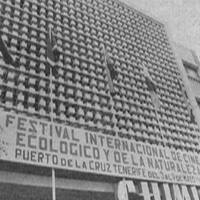 FESTIVAL INTERNACIONAL DE CINE
ECOLOGICO Y DE LA NATURALEZA
PUERTO DE LA CRUZ TENERIFE